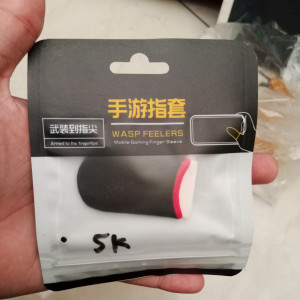 手游指套
武装到指尖
Armed to the fingertips
WASP FEELERS
Mobile Gaming Finger Sleeve
5K